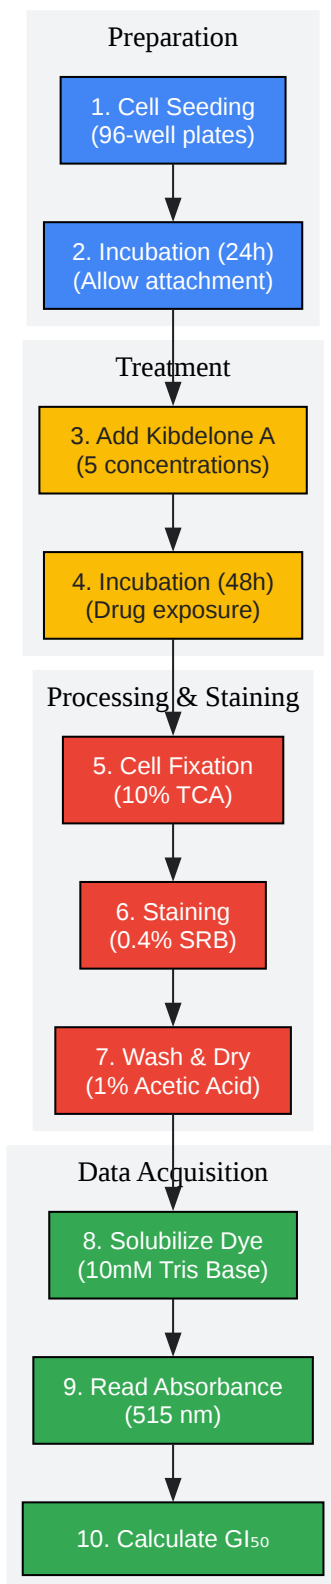 Preparation
1. Cell Seeding
(96-well plates)
2. Incubation (24h)
(Allow attachment)
Treatment
3. Add Kibdelone A
(5 concentrations)
4. Incubation (48h)
(Drug exposure)
Processing & Staining
5. Cell Fixation
(10% TCA)
6. Staining
(0.4% SRB)
7. Wash & Dry
(1% Acetic Acid)
Data Acquisition
8. Solubilize Dye
(10mM Tris Base)
9. Read Absorbance
(515 nm)
10. Calculate GI₅₀